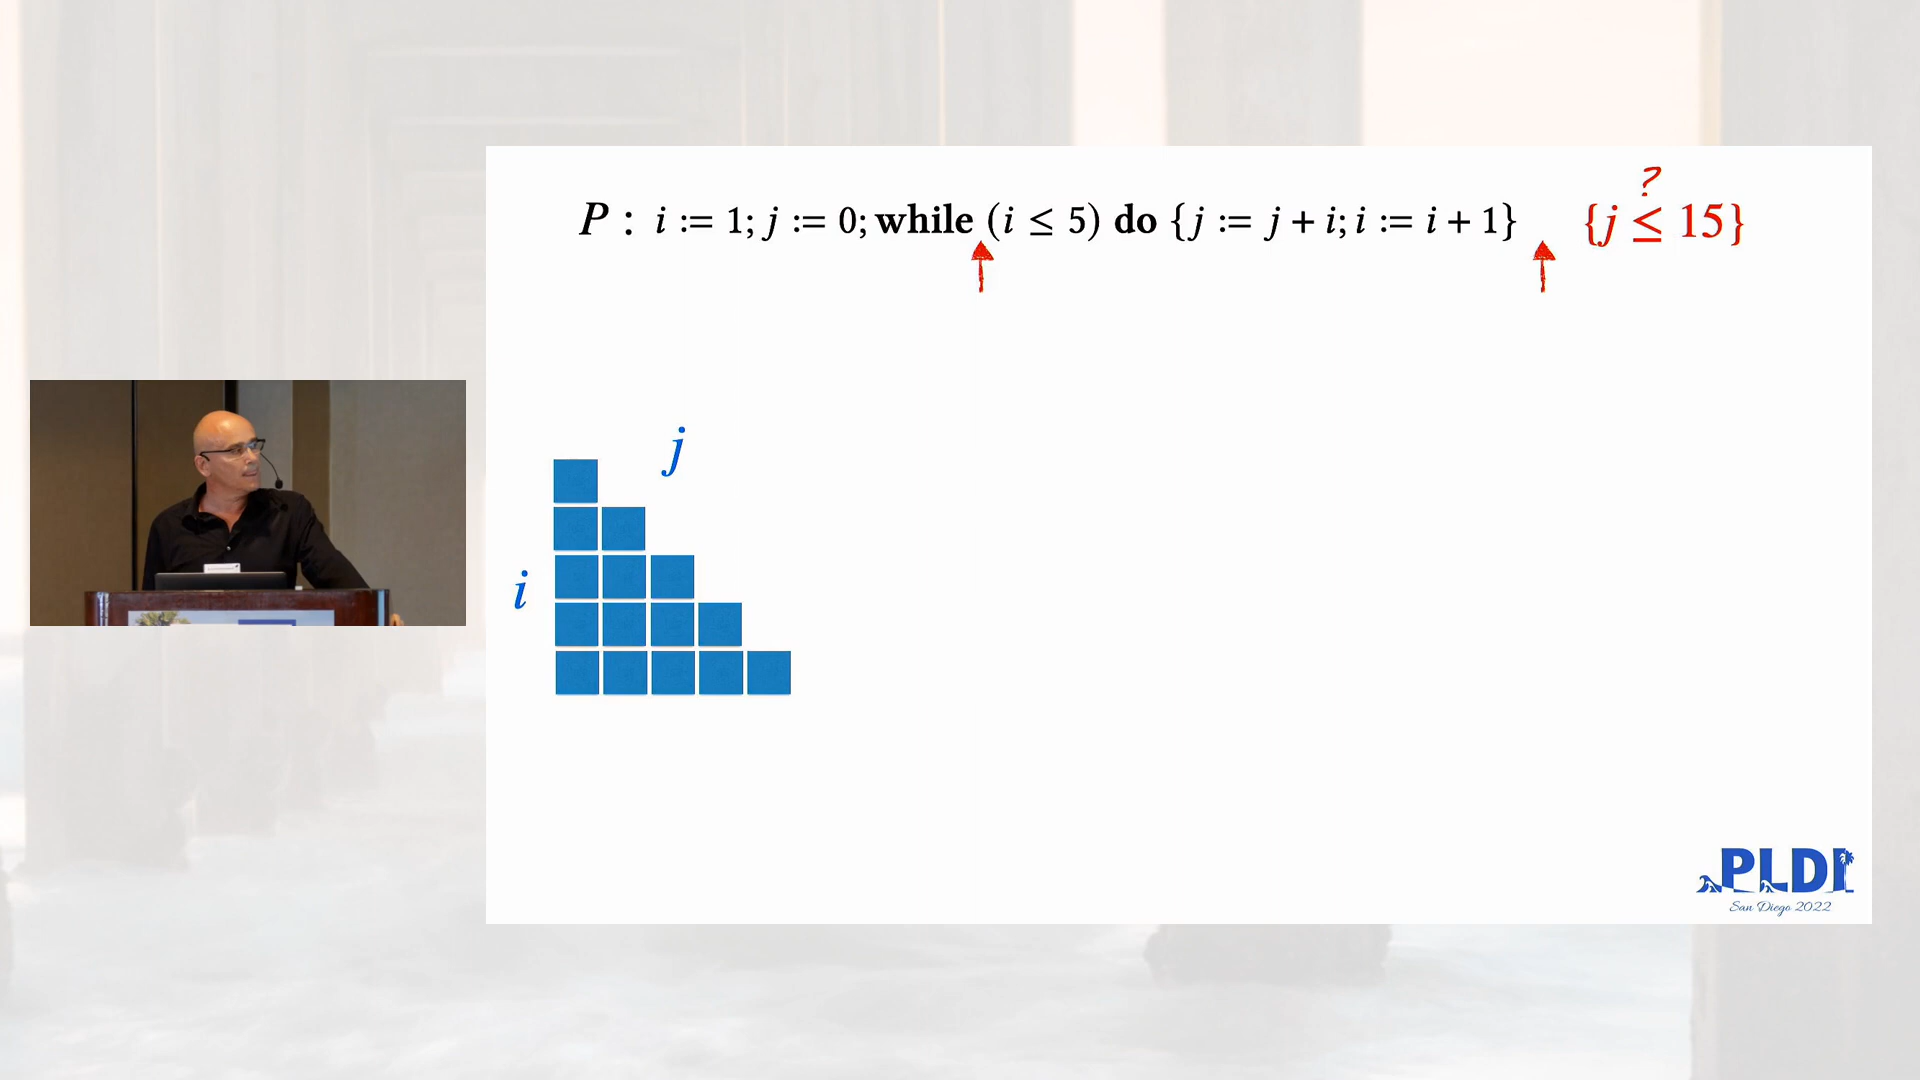 P : i := 1; j := 0; while (i ≤ 5) do {j := j + i; i := i + 1} {j ≤ 15}
?
j
i
PLDI
San Diego 2022